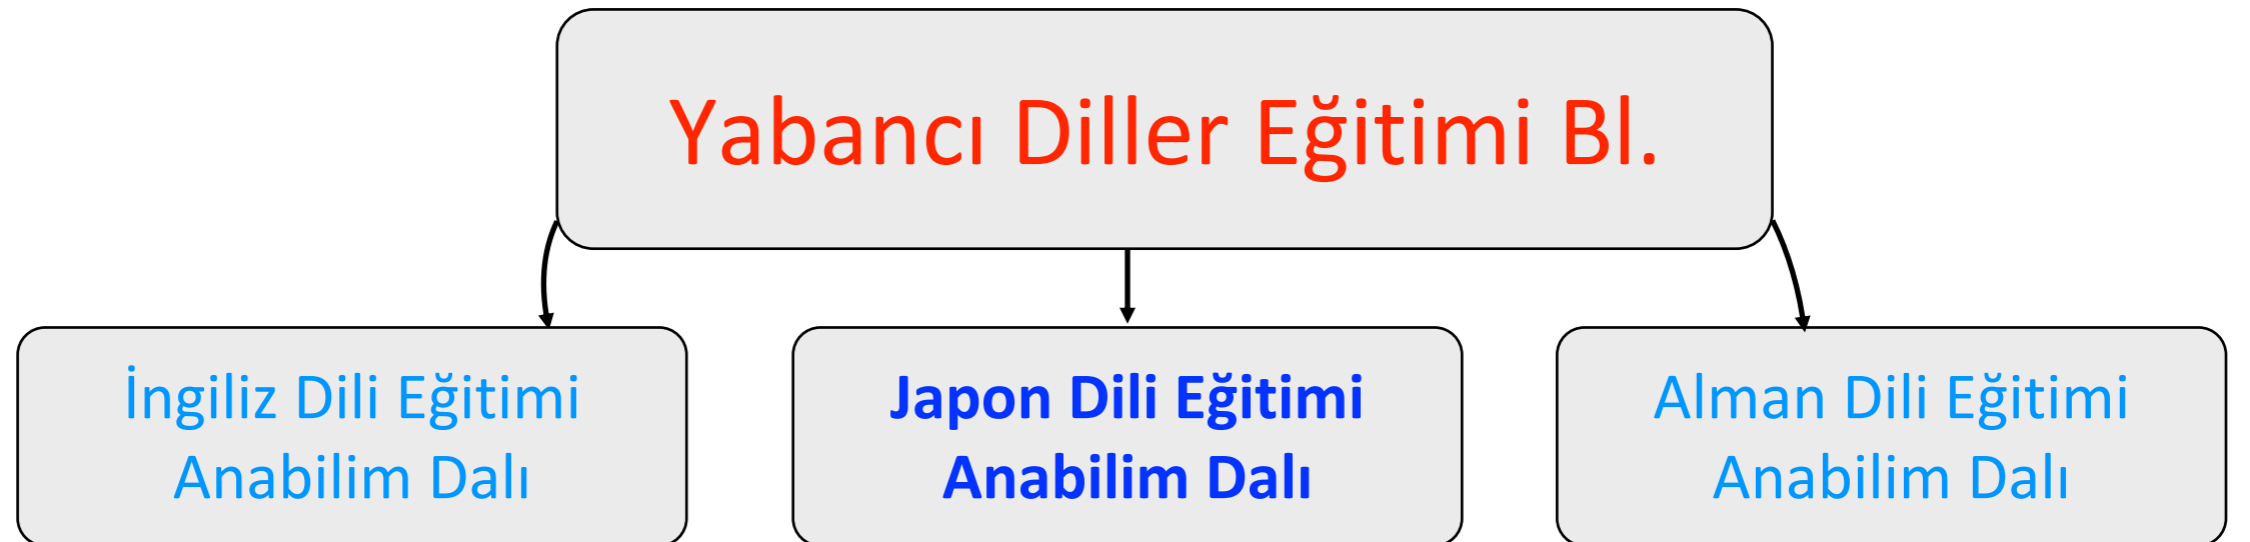 Yabancı Diller Eğitimi Bl.
İngiliz Dili Eğitimi
Anabilim Dalı
Japon Dili Eğitimi
Anabilim Dalı
Alman Dili Eğitimi
Anabilim Dalı